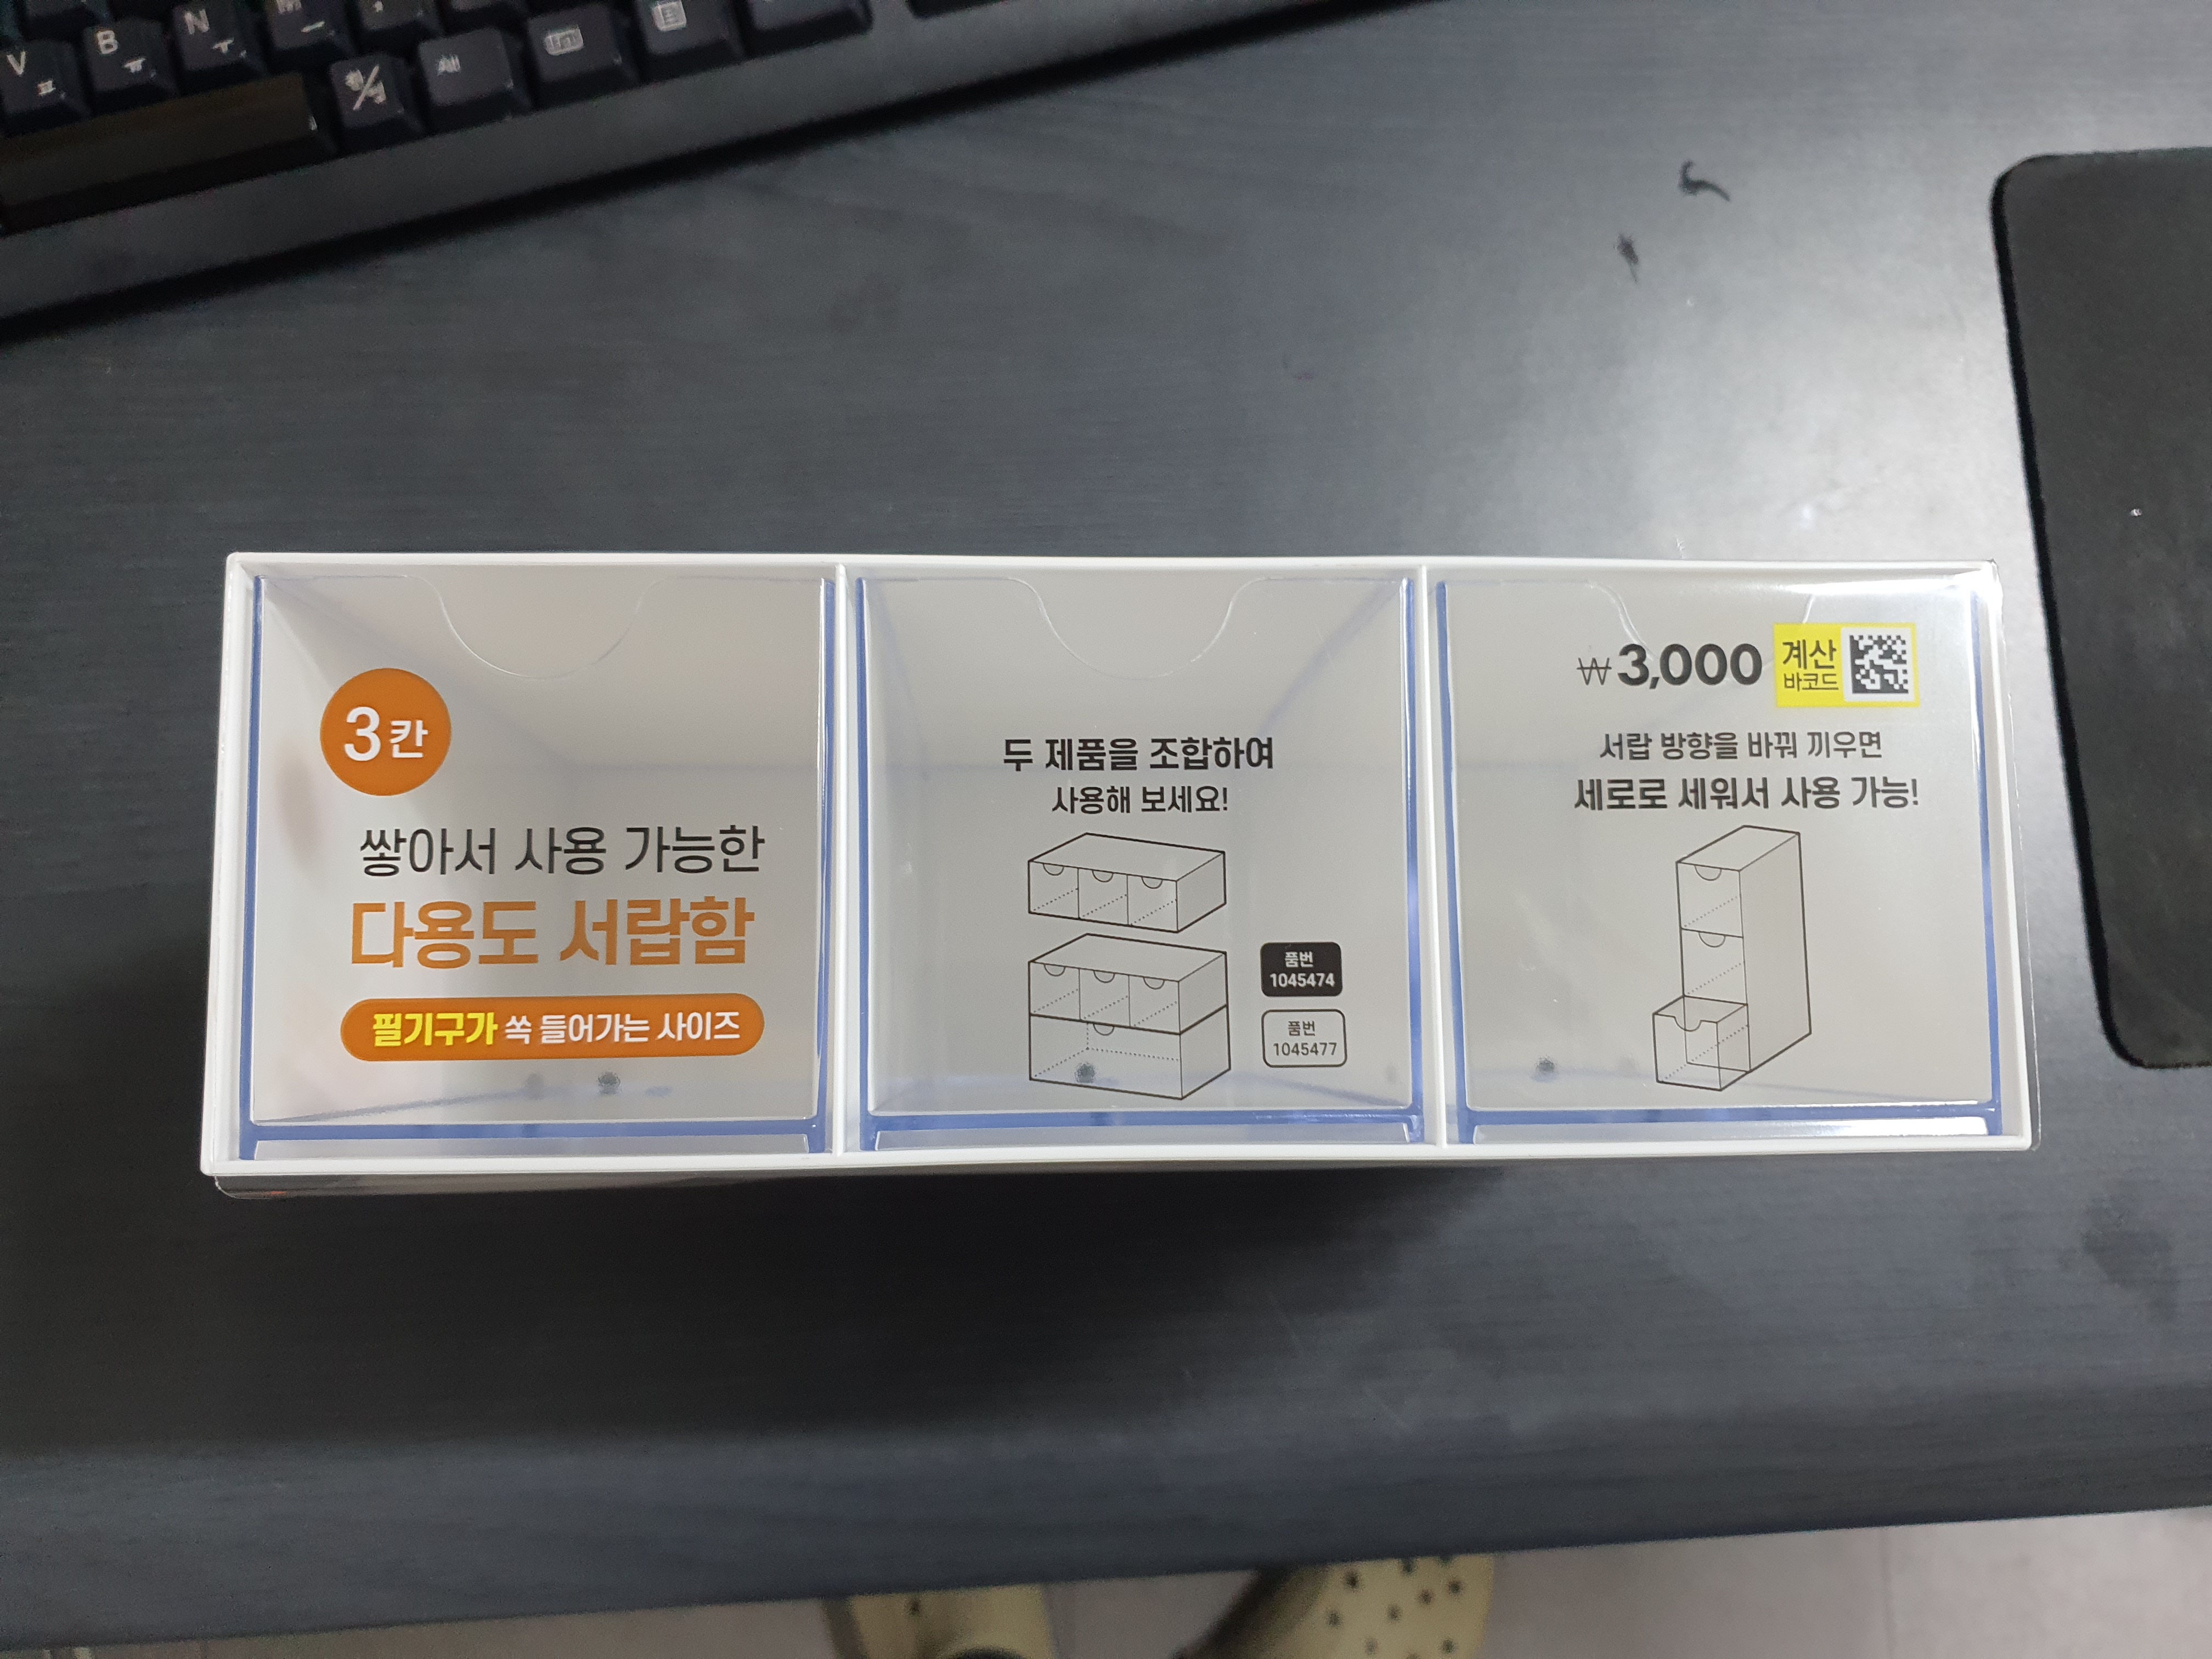 V ㅍ
B ㅠ
N ㅜ
M ㅡ
한/영
3칸
쌓아서 사용 가능한
다용도 서랍함
필기구가 쏙 들어가는 사이즈
두 제품을 조합하여
사용해 보세요!
품번
1045474
품번
1045477
₩3,000
계산
바코드
서랍 방향을 바꿔 끼우면
세로로 세워서 사용 가능!